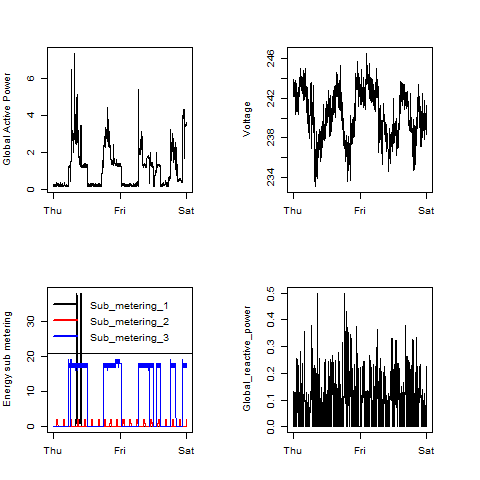 Global Active Power
6
4
2
0
Thu Fri Sat
Voltage
246
242
238
234
Thu Fri Sat
Energy sub metering
30
20
10
0
Sub_metering_1
Sub_metering_2
Sub_metering_3
Thu Fri Sat
Global_reactive_power
0.5
0.4
0.3
0.2
0.1
0.0
Thu Fri Sat